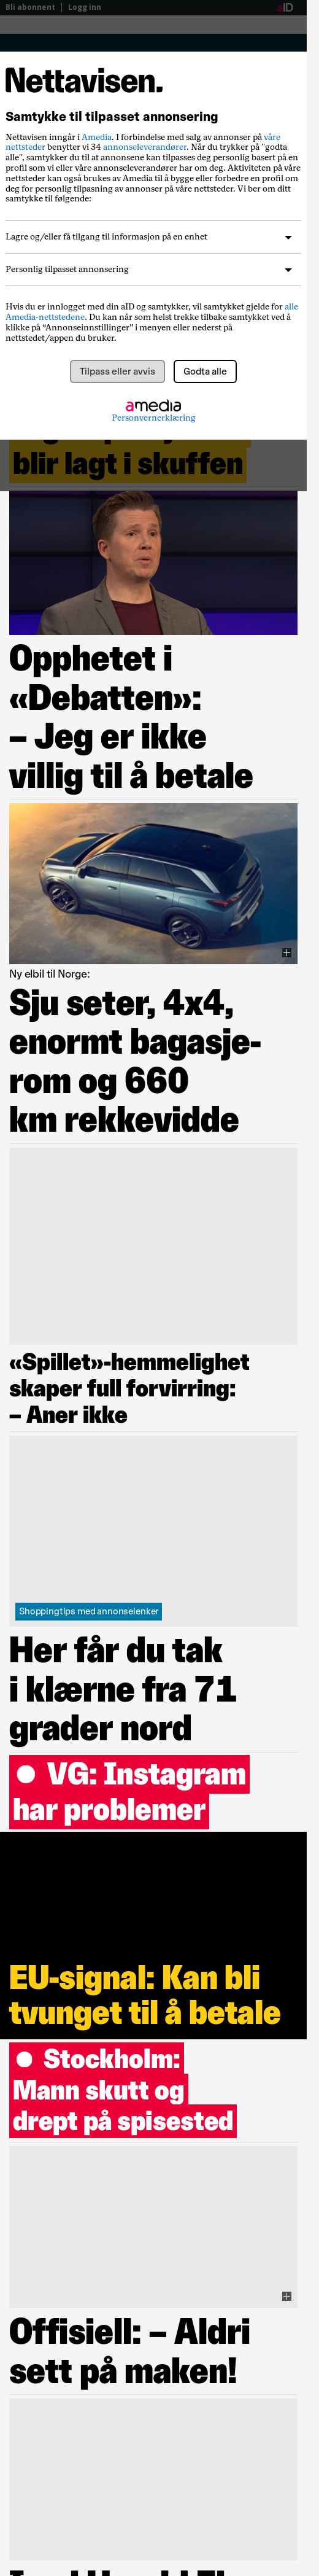 Bli abonnent | Logg inn
aID
Nettavisen.
Samtykke til tilpasset annonsering
Nettavisen inngår i Amedia. I forbindelse med salg av annonser på våre
nettsteder benytter vi 34 annonseleverandører. Når du trykker på "godta
alle", samtykker du til at annonsene kan tilpasses deg personlig basert på en
profil som vi eller våre annonseleverandører har om deg. Aktiviteten på våre
nettsteder kan også brukes av Amedia til å bygge eller forbedre en profil om
deg for personlig tilpasning av annonser på våre nettsteder. Vi ber om ditt
samtykke til følgende:
Lagre og/eller få tilgang til informasjon på en enhet
Personlig tilpasset annonsering
Hvis du er innlogget med din aID og samtykker, vil samtykket gjelde for alle
Amedia-nettstedene. Du kan når som helst trekke tilbake samtykket ved å
klikke på “Annonseinnstillinger” i menyen eller nederst på
nettstedet/appen du bruker.
Tilpass eller avvis
Godta alle
amedia
Personvernerklæring
blir lagt i skuffen
Opphetet i
«Debatten»:
– Jeg er ikke
villig til å betale
Ny elbil til Norge:
Sju seter, 4x4,
enormt bagasje-
rom og 660
km rekkevidde
«Spillet»-hemmelighet
skaper full forvirring:
– Aner ikke
Shoppingtips med annonselenker
Her får du tak
i klærne fra 71
grader nord
VG: Instagram
har problemer
EU-signal: Kan bli
tvunget til å betale
Stockholm:
Mann skutt og
drept på spisested
Offisiell: – Aldri
sett på maken!